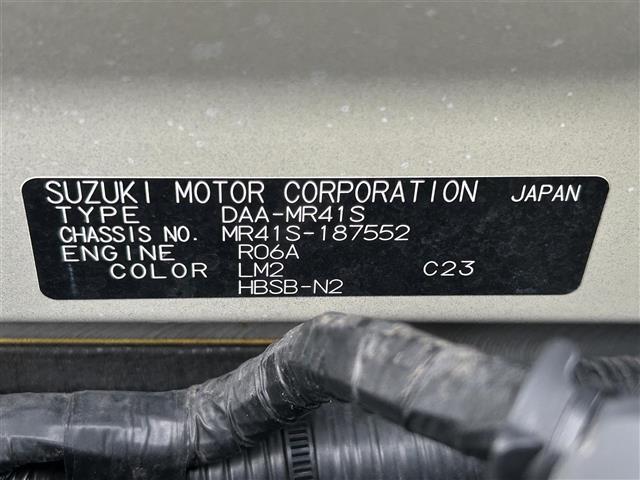 SUZUKI MOTOR CORPORATION JAPAN
TYPE DAA-MR41S
CHASSIS NO. MR41S-187552
ENGINE R06A
COLOR LM2 C23
HBSB-N2